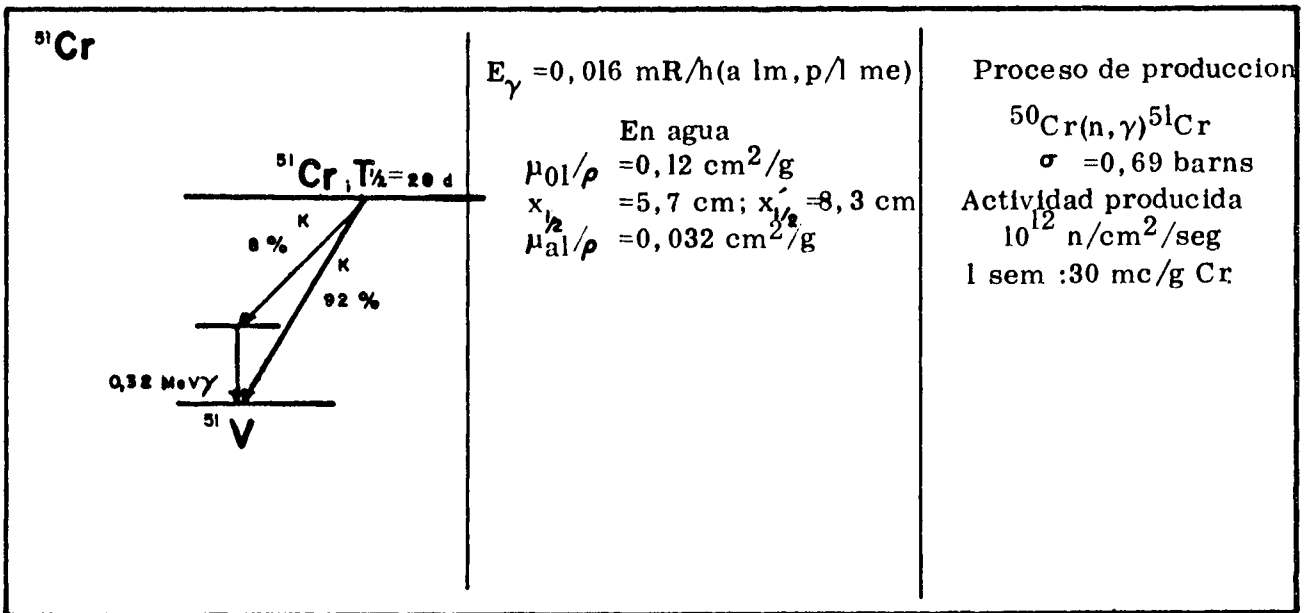 ⁵¹Cr
⁵¹Cr, T½=28 d
K
8 %
K
92 %
0,32 MeVγ
⁵¹V
Eγ =0,016 mR/h(a 1m,p/1 mc)
En agua
μ01/ρ =0,12 cm²/g
x½ =5,7 cm; x´½ =8,3 cm
μal/ρ =0,032 cm²/g
Proceso de produccion
⁵⁰Cr(n,γ)⁵¹Cr
σ =0,69 barns
Actividad producida
10¹² n/cm²/seg
1 sem :30 mc/g Cr.